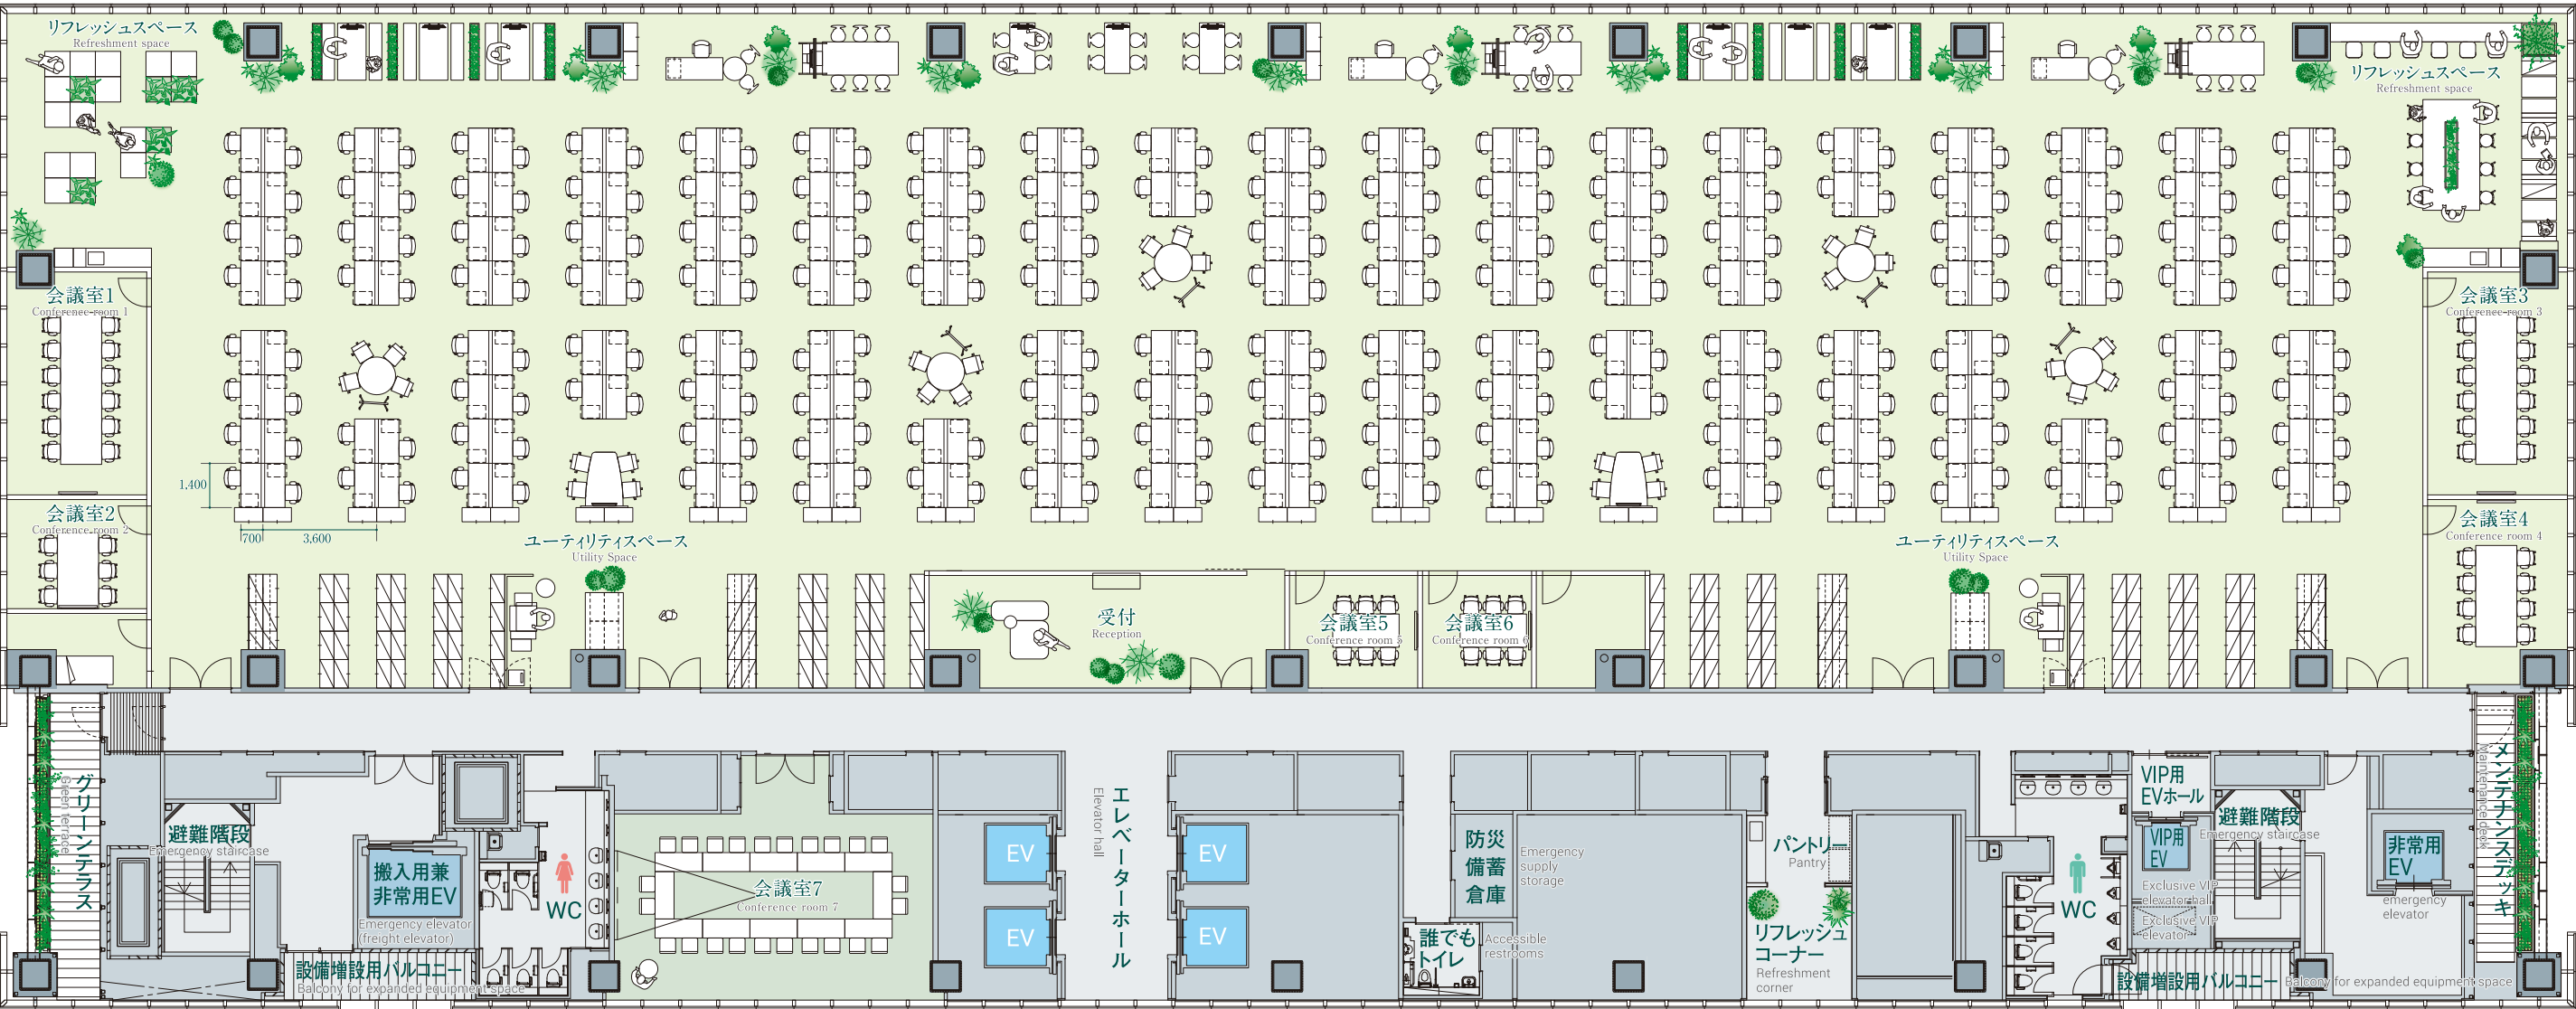 リフレッシュスペース
Refreshment space
リフレッシュスペース
Refreshment space
会議室1
Conference room 1
会議室3
Conference room 3
1,400
会議室2
Conference room 2
会議室4
Conference room 4
700
3,600
ユーティリティスペース
Utility Space
ユーティリティスペース
Utility Space
受付
Reception
会議室5
Conference room 5
会議室6
Conference room 6
グリーンテラス
Green terrace
避難階段
Emergency staircase
搬入用兼
非常用EV
Emergency elevator
(freight elevator)
WC
会議室7
Conference room 7
EV
EV
エレベーターホール
Elevator hall
EV
EV
防災
備蓄
倉庫
Emergency
supply
storage
誰でも
トイレ
Accessible
restrooms
パントリー
Pantry
リフレッシュ
コーナー
Refreshment
corner
WC
VIP用
EVホール
VIP用
EV
Exclusive VIP
elevator hall
Exclusive VIP
elevator
避難階段
Emergency staircase
非常用
EV
emergency
elevator
メンテナンスデッキ
Maintenance deck
設備増設用バルコニー
Balcony for expanded equipment space
設備増設用バルコニー
Balcony for expanded equipment space